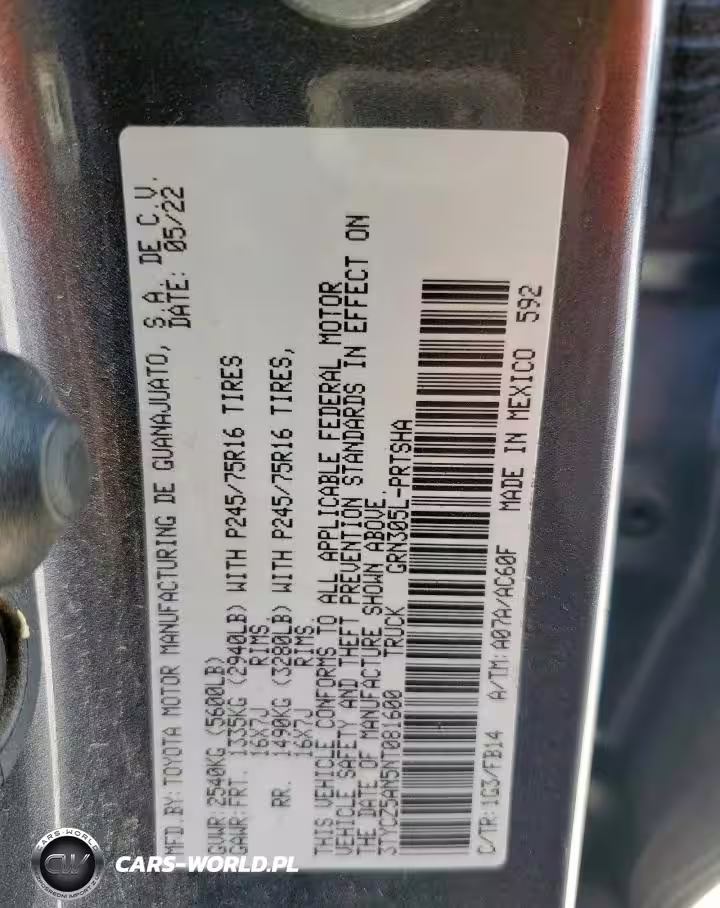 MFD.BY: TOYOTA MOTOR MANUFACTURING DE GUANAJUATO, S.A. DE C.V.
DATE: 05/22
GVWR: 2540KG (5600LB)
GAWR: FRT. 1335KG (2940LB) WITH P245/75R16 TIRES
16X7J RIMS.
RR. 1490KG (3280LB) WITH P245/75R16 TIRES,
16X7J RIMS
THIS VEHICLE CONFORMS TO ALL APPLICABLE FEDERAL MOTOR
VEHICLE SAFETY AND THEFT PREVENTION STANDARDS IN EFFECT ON
THE DATE OF MANUFACTURE SHOWN ABOVE.
3TYCZ5AN5NT081600 TRUCK GRN305L-PRTSHA
C/TR: 1G3/FB14 A/TM: A07A/AC60F MADE IN MEXICO 592
CARS-WORLD
CW
CARS-WORLD.PL